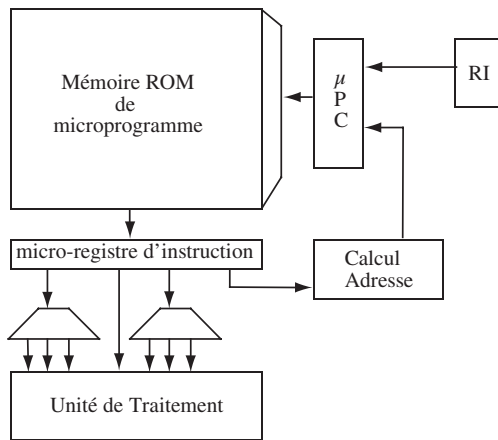 Mémoire ROM
de
microprogramme
µ
P
C
RI
micro-registre d'instruction
Calcul
Adresse
Unité de Traitement